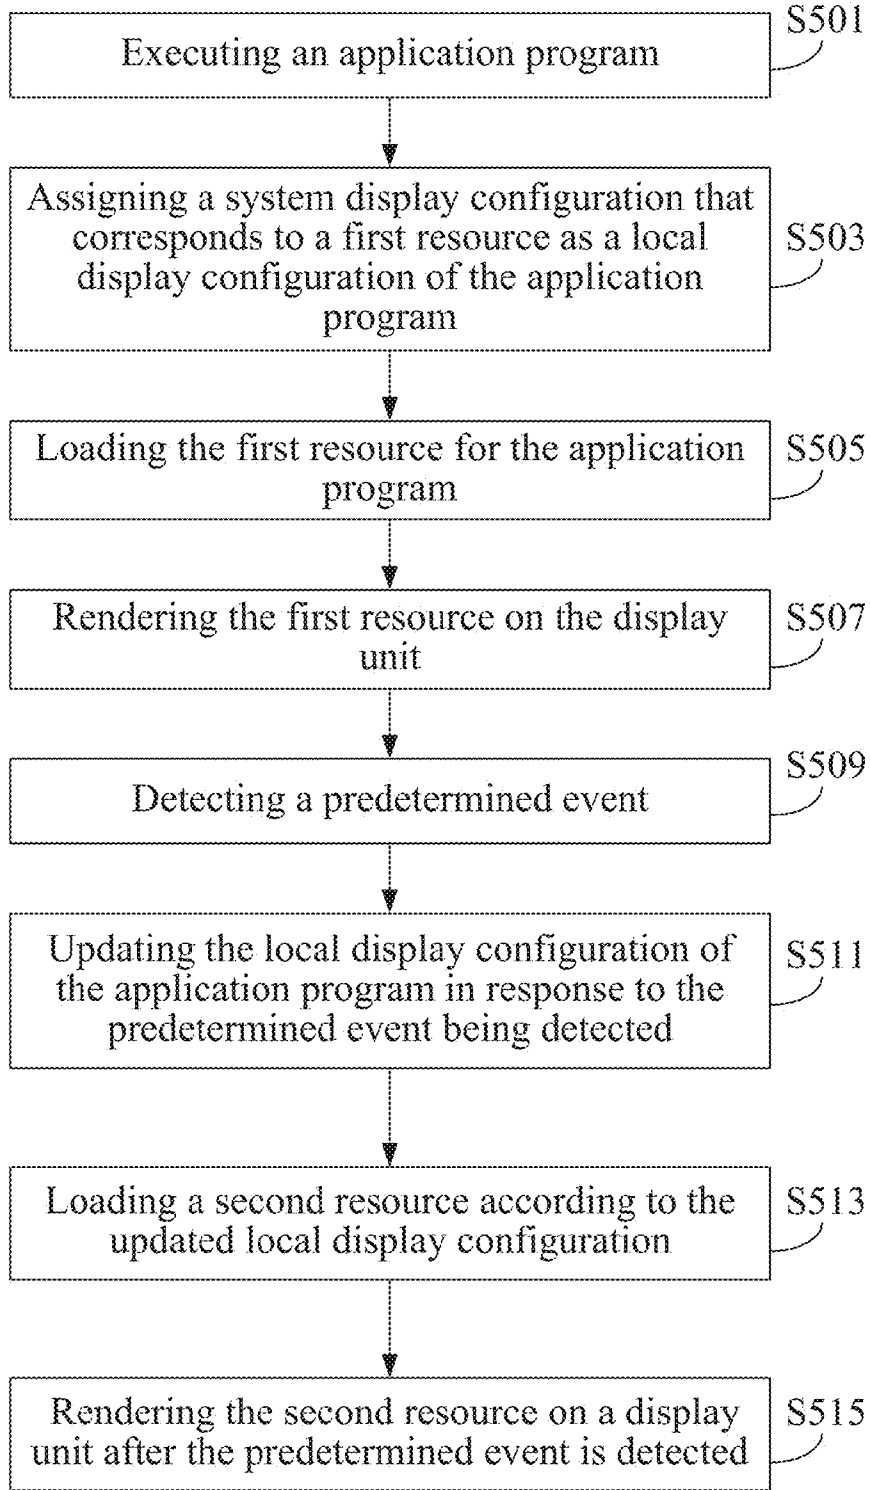 S501
Executing an application program
Assigning a system display configuration that
corresponds to a first resource as a local
display configuration of the application
program
S503
Loading the first resource for the application
program
S505
Rendering the first resource on the display
unit
S507
S509
Detecting a predetermined event
Updating the local display configuration of
the application program in response to the
predetermined event being detected
S511
Loading a second resource according to the
updated local display configuration
S513
Rendering the second resource on a display
unit after the predetermined event is detected
S515